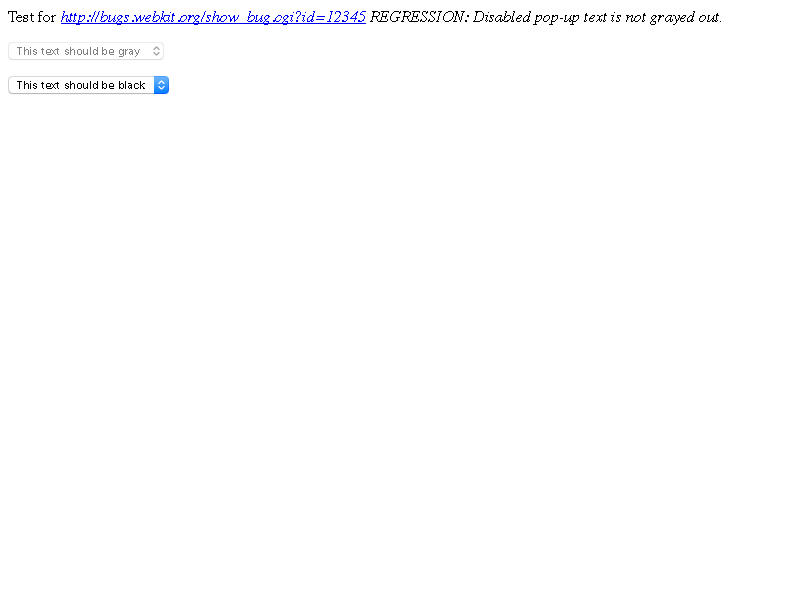 Test for http://bugs.webkit.org/show_bug.cgi?id=12345 REGRESSION: Disabled pop-up text is not grayed out.
This text should be gray
This text should be black